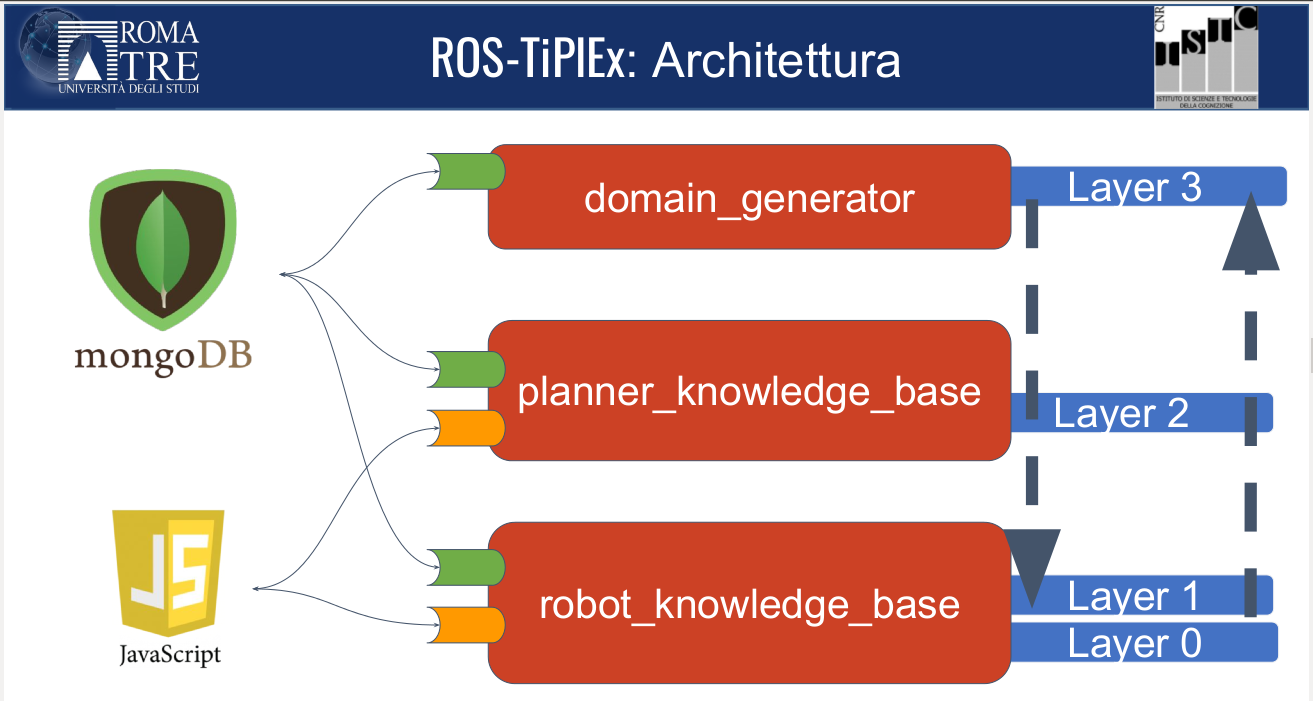 ROMA
TRE
UNIVERSITÀ DEGLI STUDI
ROS-TiPlEx: Architettura
CNR
ISTC
ISTITUTO DI SCIENZE E TECNOLOGIE
DELLA COGNIZIONE
domain_generator
Layer 3
mongoDB
planner_knowledge_base
Layer 2
JS
JavaScript
robot_knowledge_base
Layer 1
Layer 0